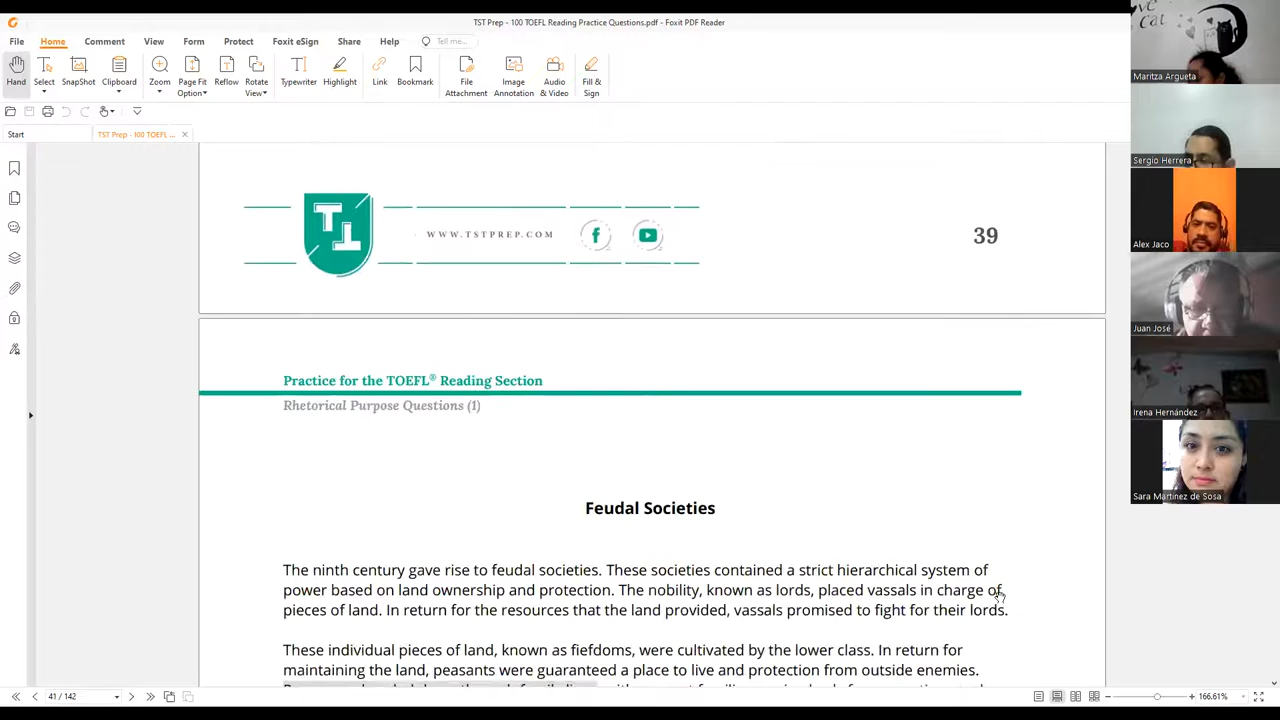 TST Prep - 100 TOEFL Reading Practice Questions.pdf - Foxit PDF Reader
File Home Comment View Form Protect Foxit eSign Share Help Tell me...
Hand Select SnapShot Clipboard Zoom Page Fit Option Reflow Rotate View Typewriter Highlight Link Bookmark File Attachment Image Annotation Audio & Video Fill & Sign
Start TST Prep - 100 TOEFL ...
WWW.TSTPREP.COM
39
Practice for the TOEFL® Reading Section
Rhetorical Purpose Questions (1)
Feudal Societies
The ninth century gave rise to feudal societies. These societies contained a strict hierarchical system of
power based on land ownership and protection. The nobility, known as lords, placed vassals in charge of
pieces of land. In return for the resources that the land provided, vassals promised to fight for their lords.
These individual pieces of land, known as fiefdoms, were cultivated by the lower class. In return for
maintaining the land, peasants were guaranteed a place to live and protection from outside enemies.
41 / 142
166.61%
cat
Maritza Argueta
Sergio Herrera
Alex Jaco
Juan José
Irena Hernández
Sara Martinez de Sosa